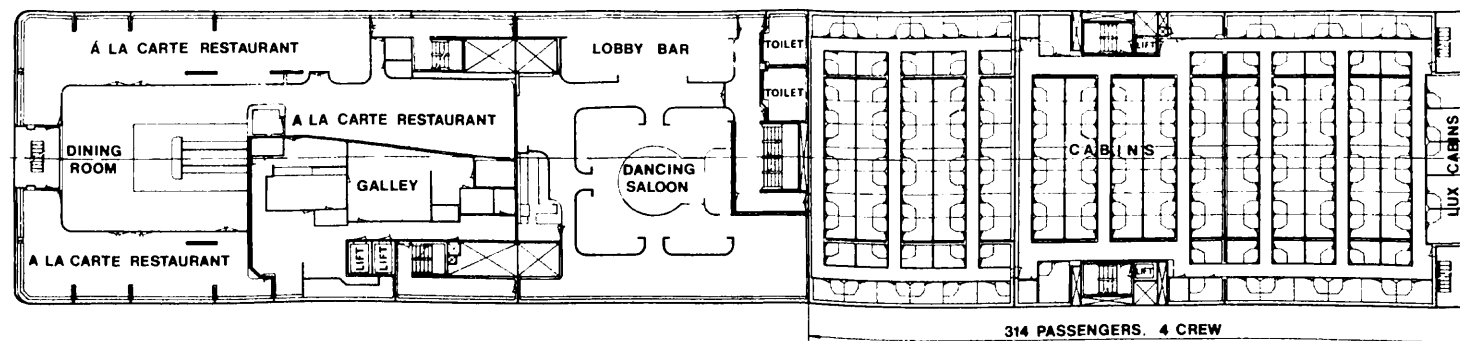 Á LA CARTE RESTAURANT
LOBBY BAR
TOILET
LIFT
TOILET
A LA CARTE RESTAURANT
DINING
ROOM
GALLEY
DANCING
SALOON
CABINS
LUX CABINS
A LA CARTE RESTAURANT
LIFT
LIFT
LIFT
314 PASSENGERS. 4 CREW